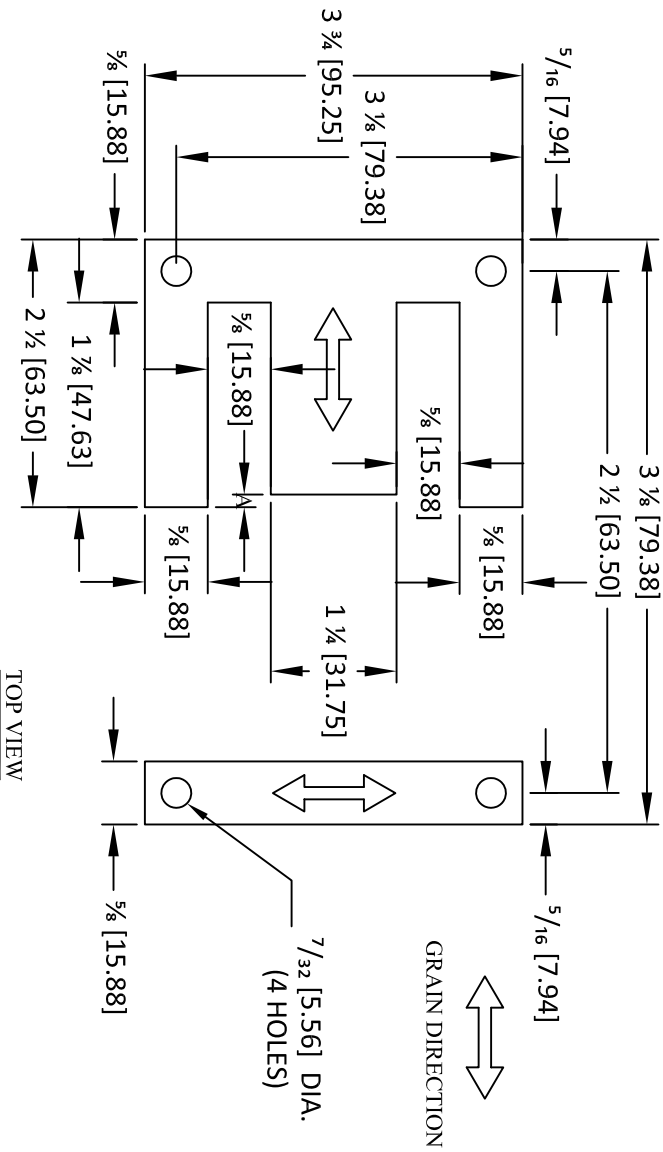 3 ⅛ [79.38]
2 ½ [63.50]
⁵/₁₆ [7.94]
⁵/₁₆ [7.94]
GRAIN DIRECTION
3 ¾ [95.25]
3 ⅛ [79.38]
⅝ [15.88]
⅝ [15.88]
1 ¼ [31.75]
⅝ [15.88]
A
⅝ [15.88]
⅝ [15.88]
1 ⅞ [47.63]
2 ½ [63.50]
⅝ [15.88]
⁷/₃₂ [5.56] DIA.
(4 HOLES)
TOP VIEW